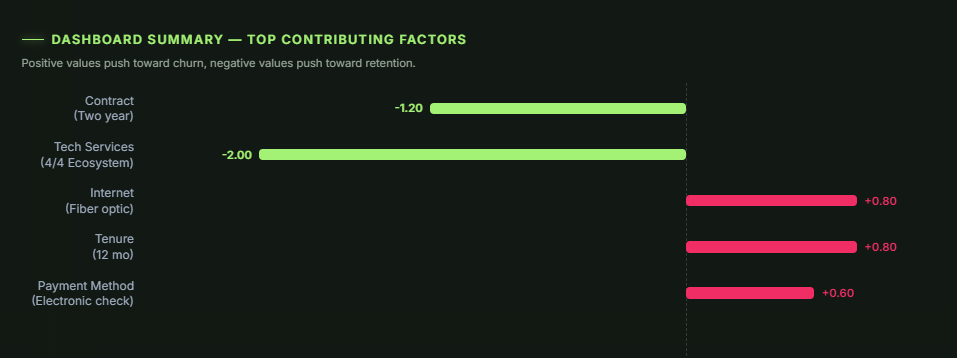 DASHBOARD SUMMARY — TOP CONTRIBUTING FACTORS
Positive values push toward churn, negative values push toward retention.
Contract
(Two year)
-1.20
Tech Services
(4/4 Ecosystem)
-2.00
Internet
(Fiber optic)
+0.80
Tenure
(12 mo)
+0.80
Payment Method
(Electronic check)
+0.60